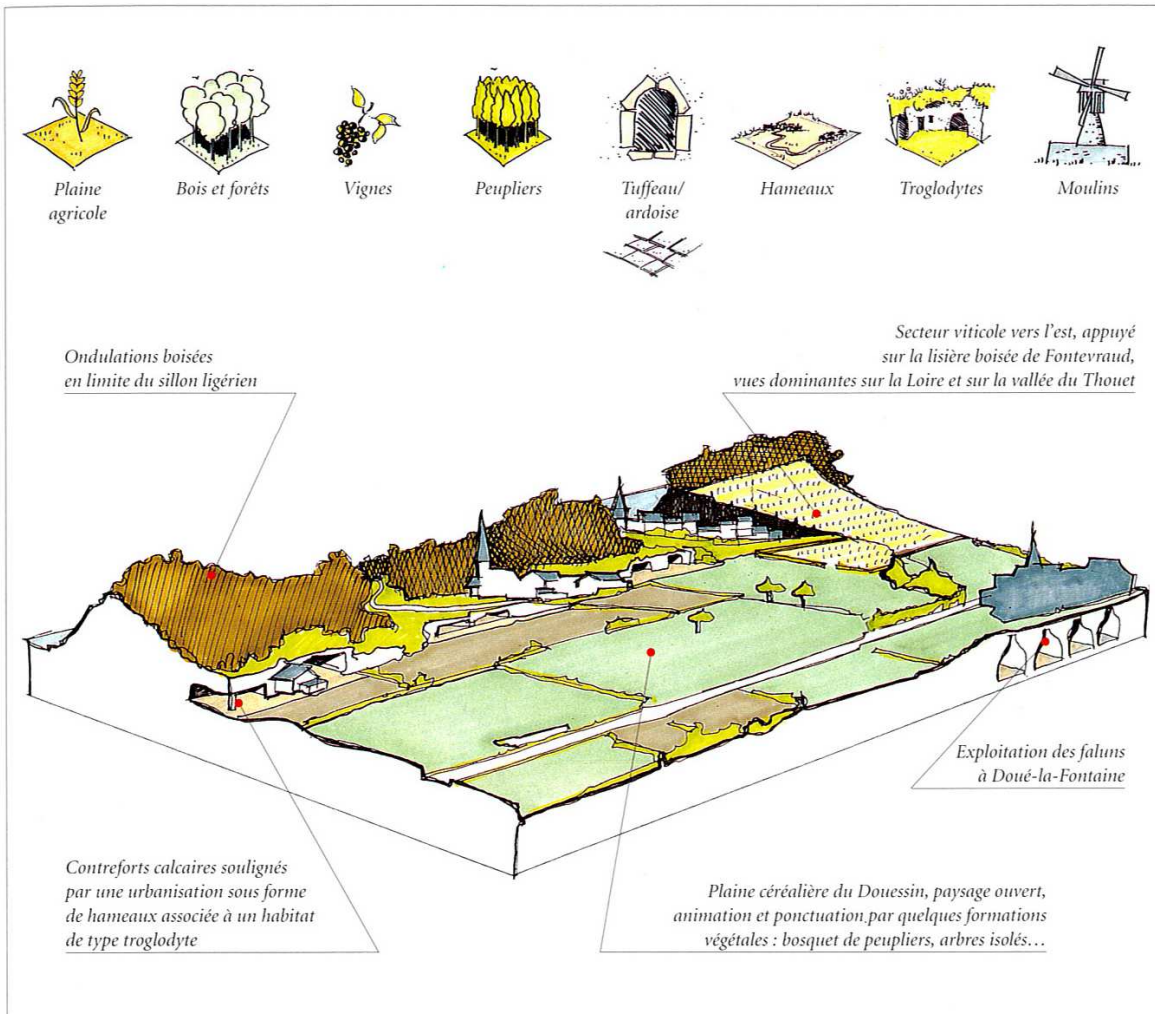 Plaine
agricole
Bois et forêts
Vignes
Peupliers
Tuffeau/
ardoise
Hameaux
Troglodytes
Moulins
Ondulations boisées
en limite du sillon ligérien
Secteur viticole vers l'est, appuyé
sur la lisière boisée de Fontevraud,
vues dominantes sur la Loire et sur la vallée du Thouet
Exploitation des faluns
à Doué-la-Fontaine
Contreforts calcaires soulignés
par une urbanisation sous forme
de hameaux associée à un habitat
de type troglodyte
Plaine céréalière du Douessin, paysage ouvert,
animation et ponctuation par quelques formations
végétales : bosquet de peupliers, arbres isolés…